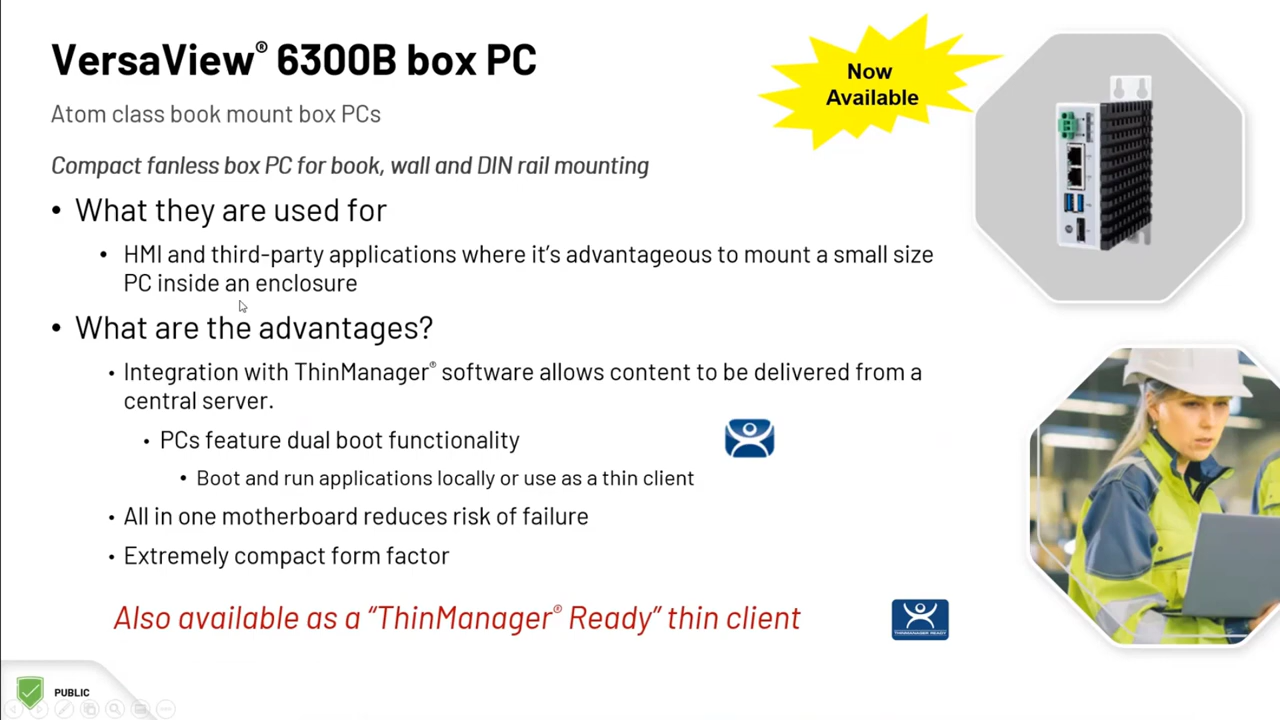 VersaView® 6300B box PC
Now
Available
Atom class book mount box PCs
Compact fanless box PC for book, wall and DIN rail mounting
• What they are used for
• HMI and third-party applications where it’s advantageous to mount a small size
PC inside an enclosure
• What are the advantages?
• Integration with ThinManager® software allows content to be delivered from a
central server.
• PCs feature dual boot functionality
• Boot and run applications locally or use as a thin client
• All in one motherboard reduces risk of failure
• Extremely compact form factor
Also available as a “ThinManager® Ready” thin client
THINMANAGER READY
PUBLIC